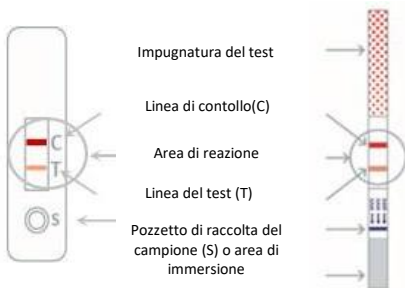 Impugnatura del test
Linea di contollo(C)
C
Area di reazione
T
Linea del test (T)
S
Pozzetto di raccolta del
campione (S) o area di
immersione